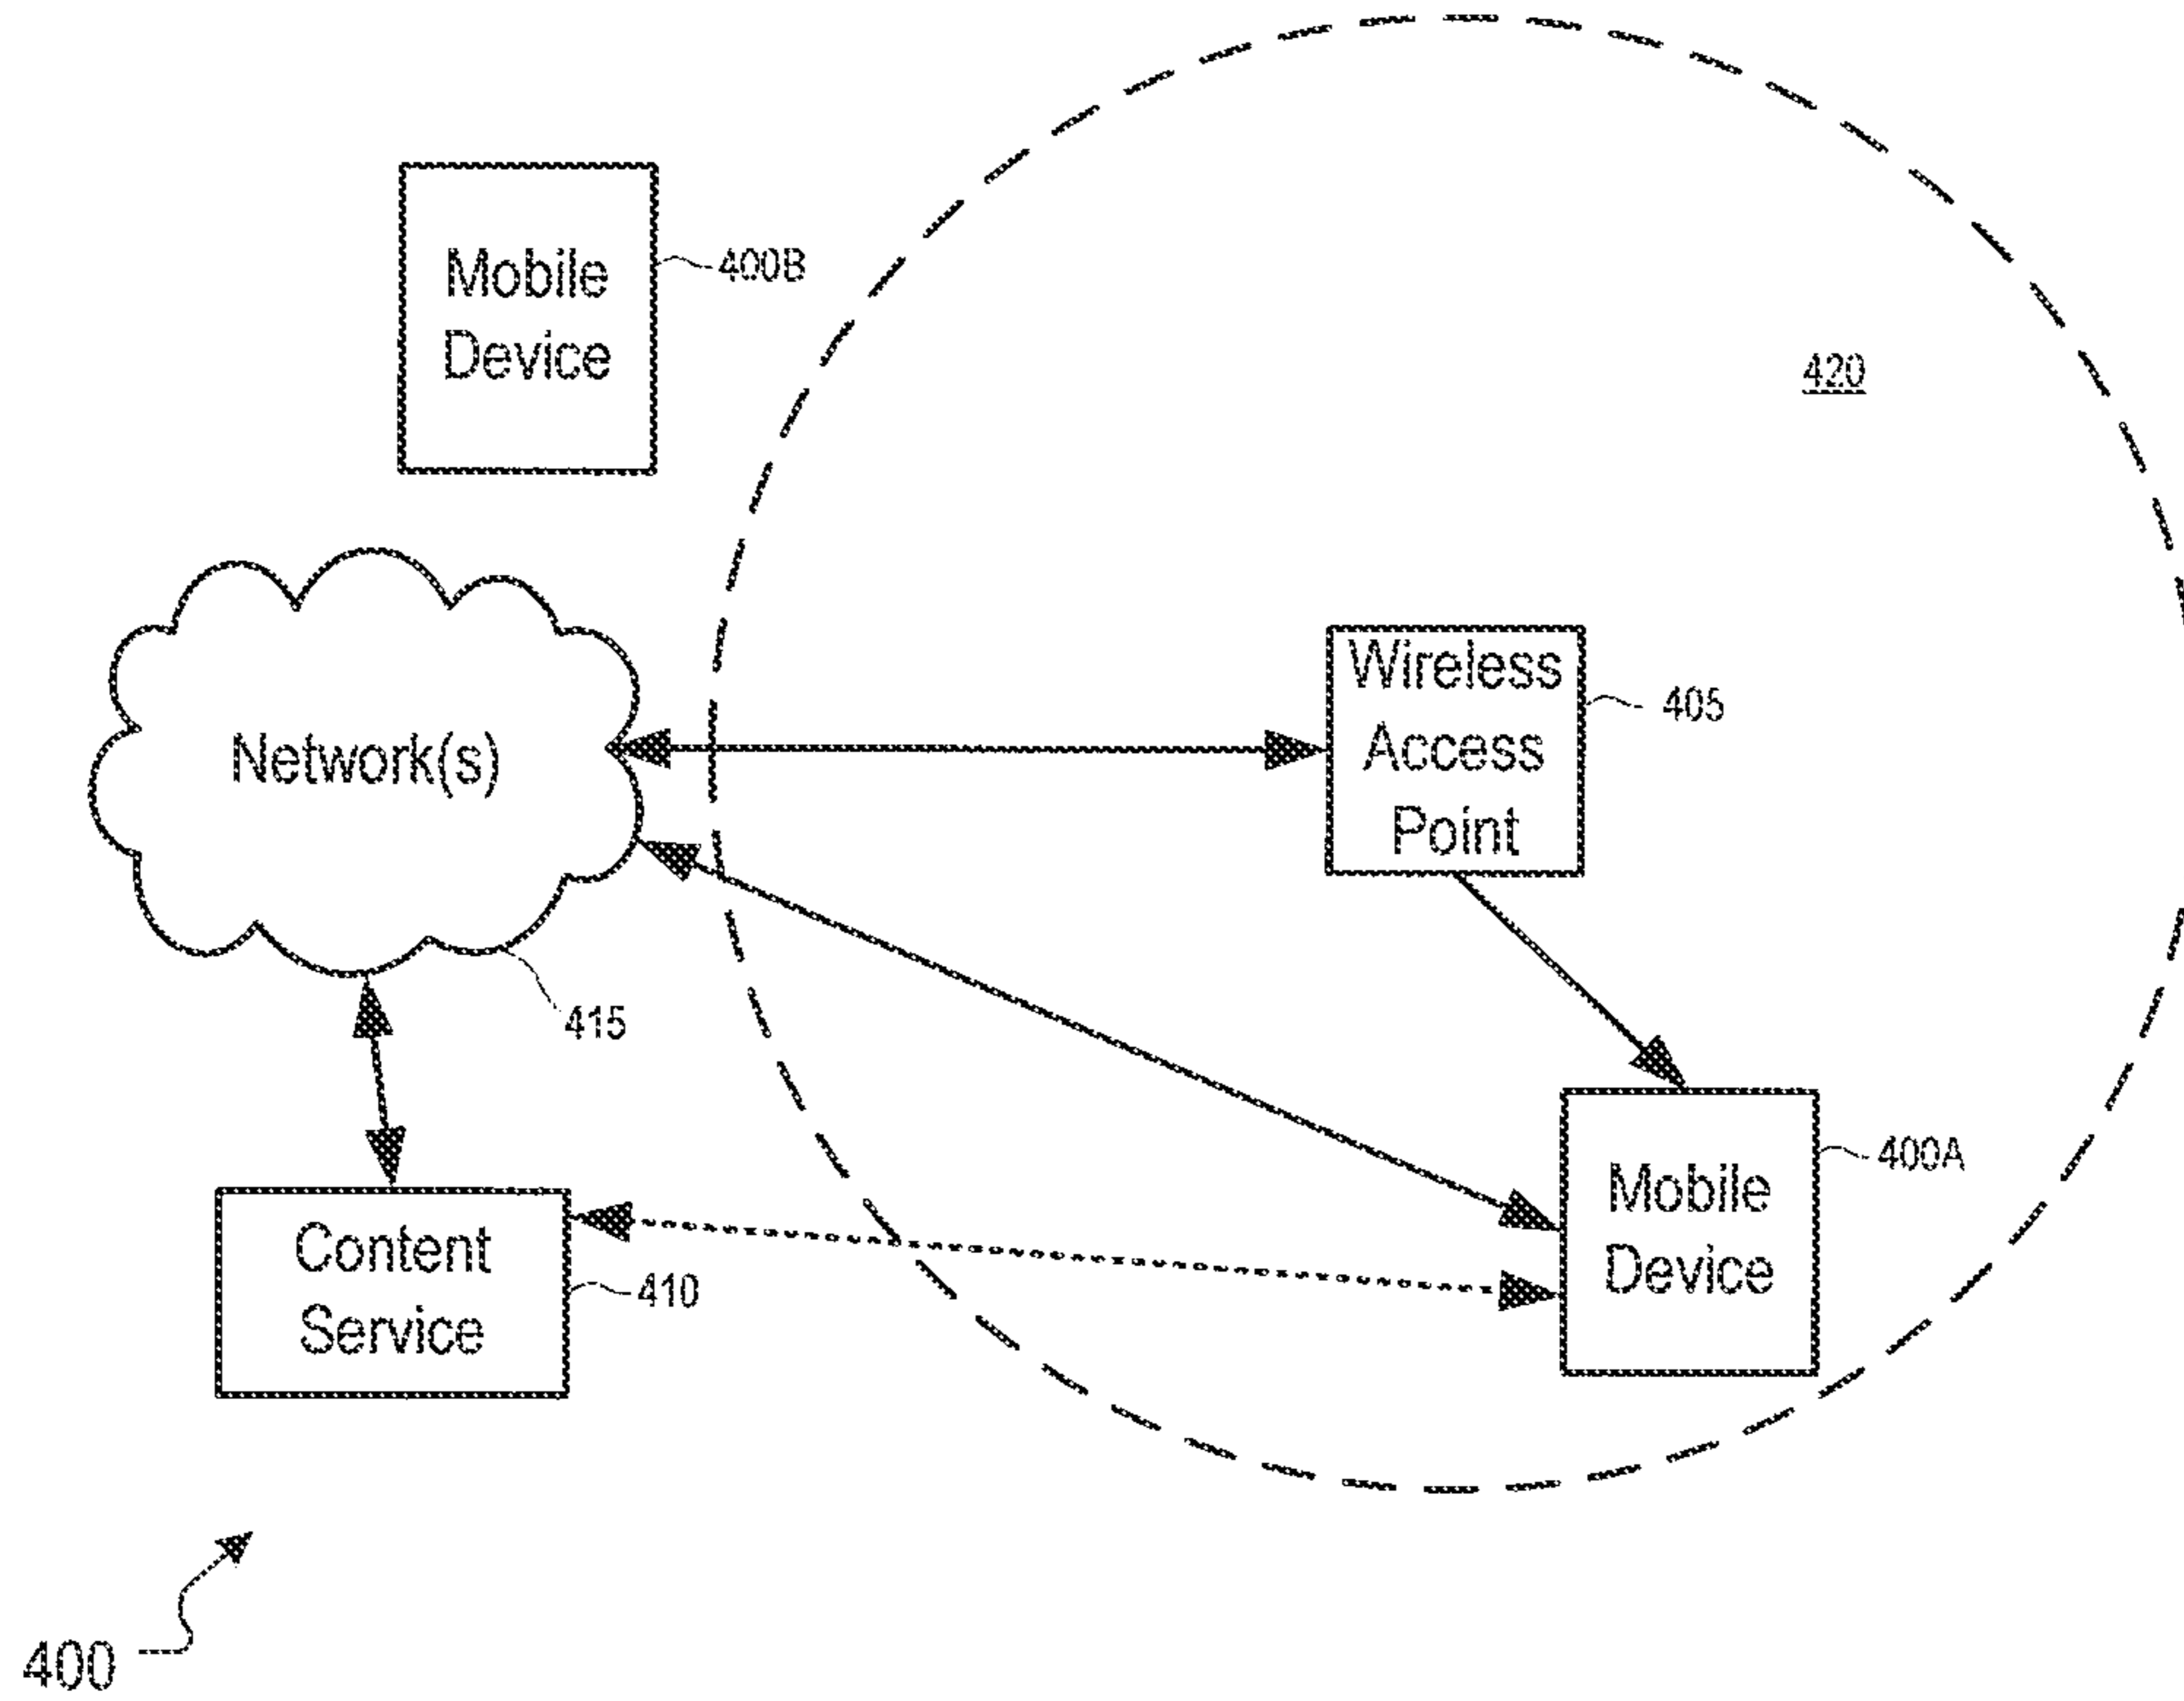 Mobile
Device
400B
420
Wireless
Access
Point
405
Network(s)
415
Mobile
Device
400A
Content
Service
410
400